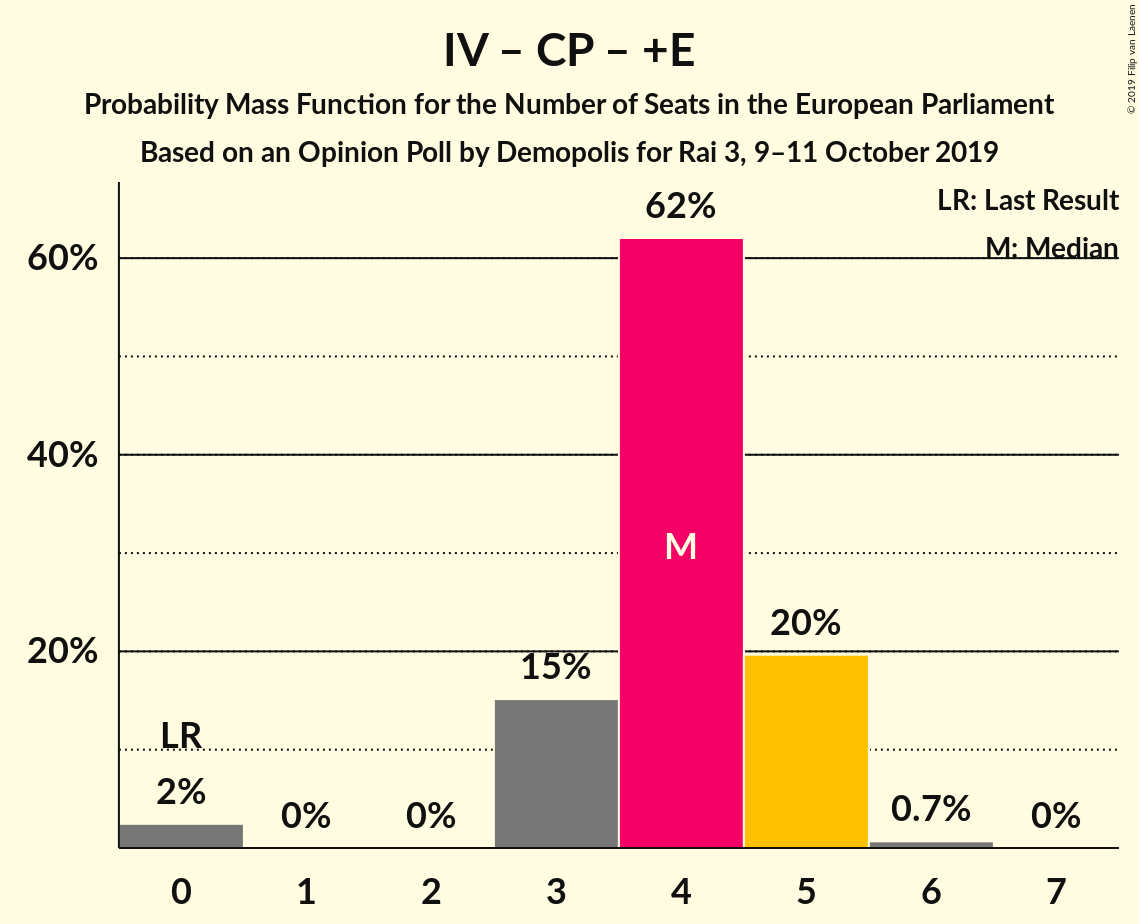 IV – CP – +E
Probability Mass Function for the Number of Seats in the European Parliament
Based on an Opinion Poll by Demopolis for Rai 3, 9–11 October 2019
© 2019 Filip van Laenen
LR: Last Result
M: Median
62%
60%
40%
M
20%
20%
15%
LR
2%
0%
0%
0.7%
0%
0 1 2 3 4 5 6 7